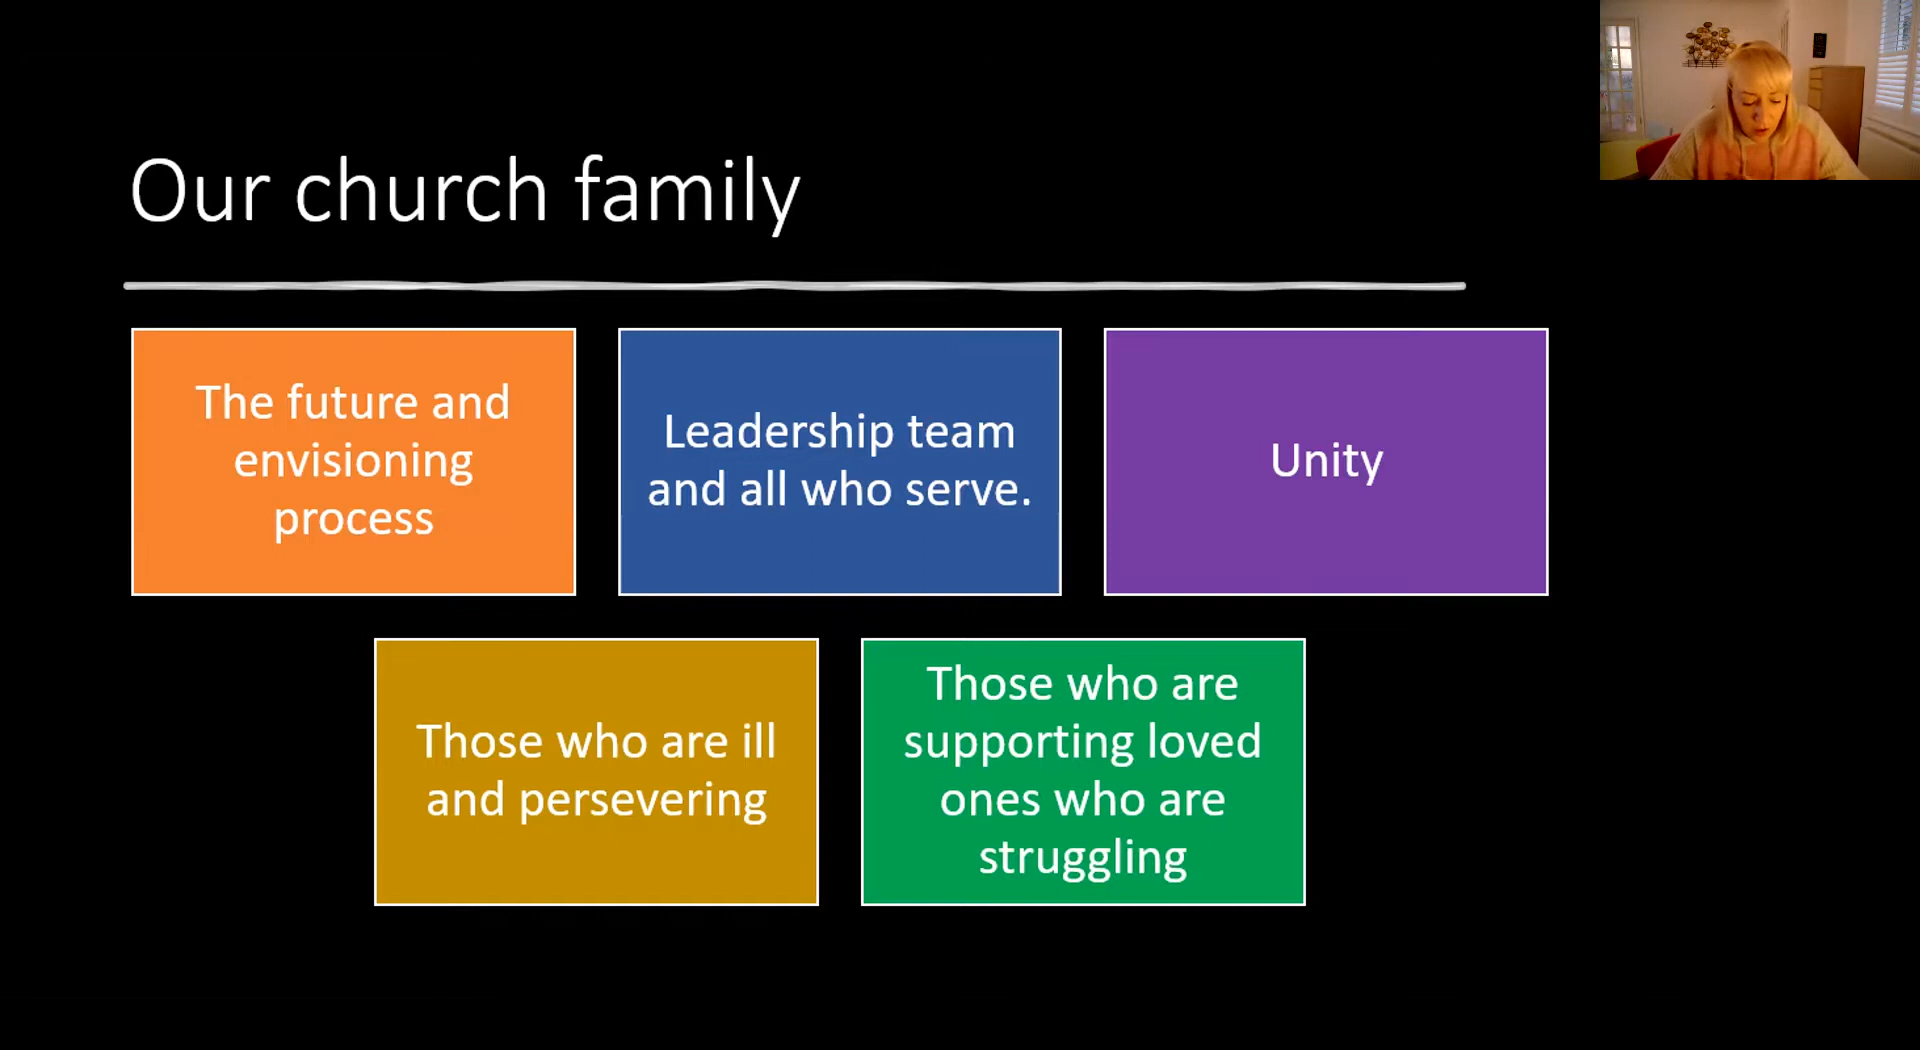 Our church family
The future and
envisioning
process
Leadership team
and all who serve.
Unity
Those who are ill
and persevering
Those who are
supporting loved
ones who are
struggling